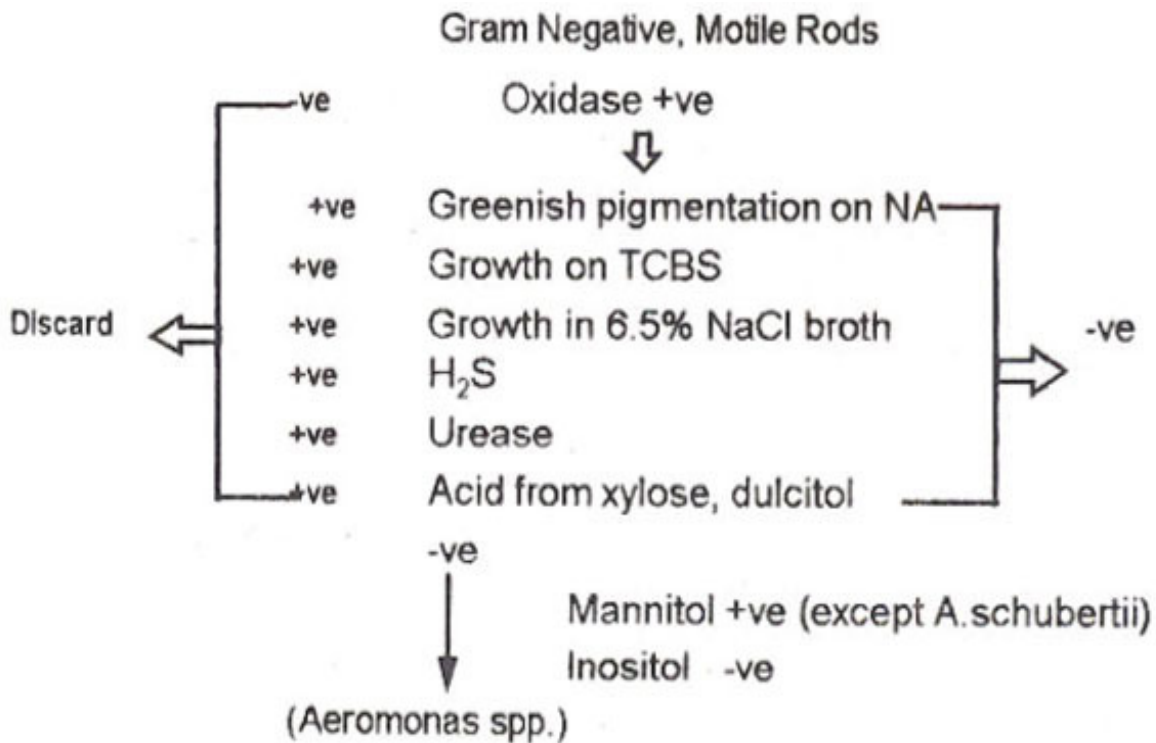 Gram Negative, Motile Rods
-ve Oxidase +ve
+ve Greenish pigmentation on NA
+ve Growth on TCBS
Discard +ve Growth in 6.5% NaCl broth -ve
+ve H₂S
+ve Urease
+ve Acid from xylose, dulcitol
-ve
Mannitol +ve (except A.schubertii)
Inositol -ve
(Aeromonas spp.)